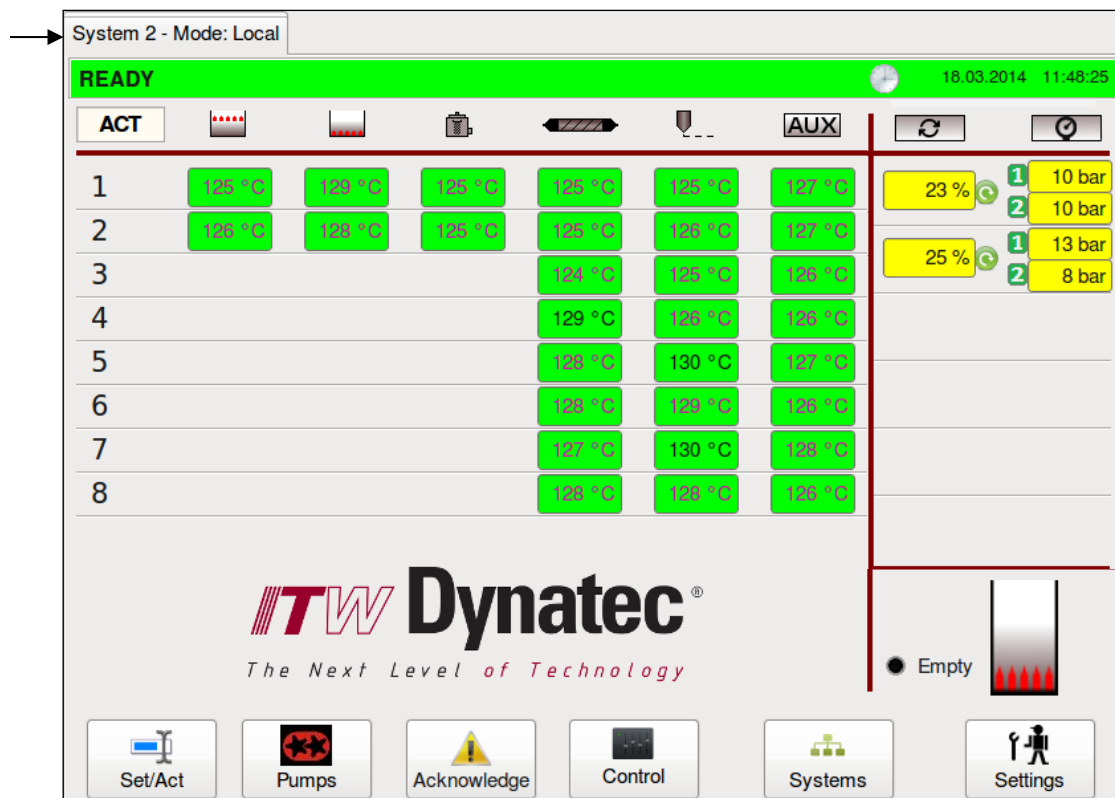 System 2 - Mode: Local
READY 18.03.2014 11:48:25
ACT AUX
1 125 °C 129 °C 125 °C 125 °C 125 °C 127 °C 23 % 1 10 bar
2 10 bar
2 126 °C 128 °C 125 °C 125 °C 126 °C 127 °C 25 % 1 13 bar
2 8 bar
3 124 °C 125 °C 126 °C
4 129 °C 126 °C 126 °C
5 128 °C 130 °C 127 °C
6 128 °C 129 °C 126 °C
7 127 °C 130 °C 128 °C
8 128 °C 128 °C 126 °C
ITW Dynatec®
The Next Level of Technology
Empty
Set/Act Pumps Acknowledge Control Systems Settings